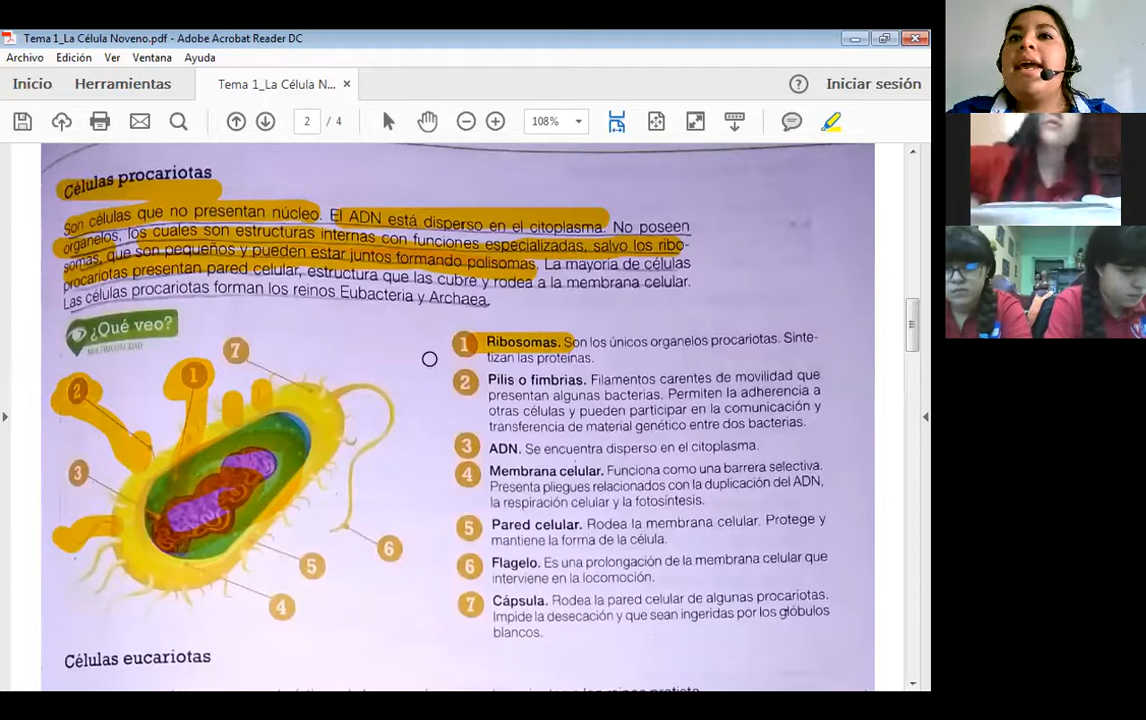 Tema 1_La Célula Noveno.pdf - Adobe Acrobat Reader DC
Archivo Edición Ver Ventana Ayuda
Inicio Herramientas Tema 1_La Célula N... × ? Iniciar sesión
2 / 4 108%
Células procariotas
Son células que no presentan núcleo. El ADN está disperso en el citoplasma. No poseen
organelos, los cuales son estructuras internas con funciones especializadas, salvo los ribo-
somas, que son pequeños y pueden estar juntos formando polisomas. La mayoría de células
procariotas presentan pared celular, estructura que las cubre y rodea a la membrana celular.
Las células procariotas forman los reinos Eubacteria y Archaea.
¿Qué veo?
7
1
2
3
6
5
4
1 Ribosomas. Son los únicos organelos procariotas. Sinte-
tizan las proteínas.
2 Pilis o fimbrias. Filamentos carentes de movilidad que
presentan algunas bacterias. Permiten la adherencia a
otras células y pueden participar en la comunicación y
transferencia de material genético entre dos bacterias.
3 ADN. Se encuentra disperso en el citoplasma.
4 Membrana celular. Funciona como una barrera selectiva.
Presenta pliegues relacionados con la duplicación del ADN,
la respiración celular y la fotosíntesis.
5 Pared celular. Rodea la membrana celular. Protege y
mantiene la forma de la célula.
6 Flagelo. Es una prolongación de la membrana celular que
interviene en la locomoción.
7 Cápsula. Rodea la pared celular de algunas procariotas.
Impide la desecación y que sean ingeridas por los glóbulos
blancos.
Células eucariotas